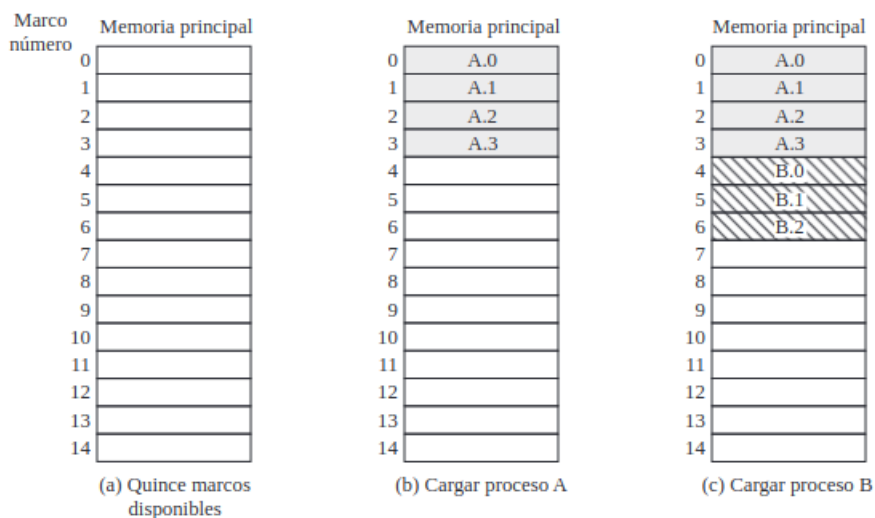 Marco
número
Memoria principal
0
1
2
3
4
5
6
7
8
9
10
11
12
13
14
(a) Quince marcos
disponibles
Memoria principal
0 A.0
1 A.1
2 A.2
3 A.3
4
5
6
7
8
9
10
11
12
13
14
(b) Cargar proceso A
Memoria principal
0 A.0
1 A.1
2 A.2
3 A.3
4 B.0
5 B.1
6 B.2
7
8
9
10
11
12
13
14
(c) Cargar proceso B